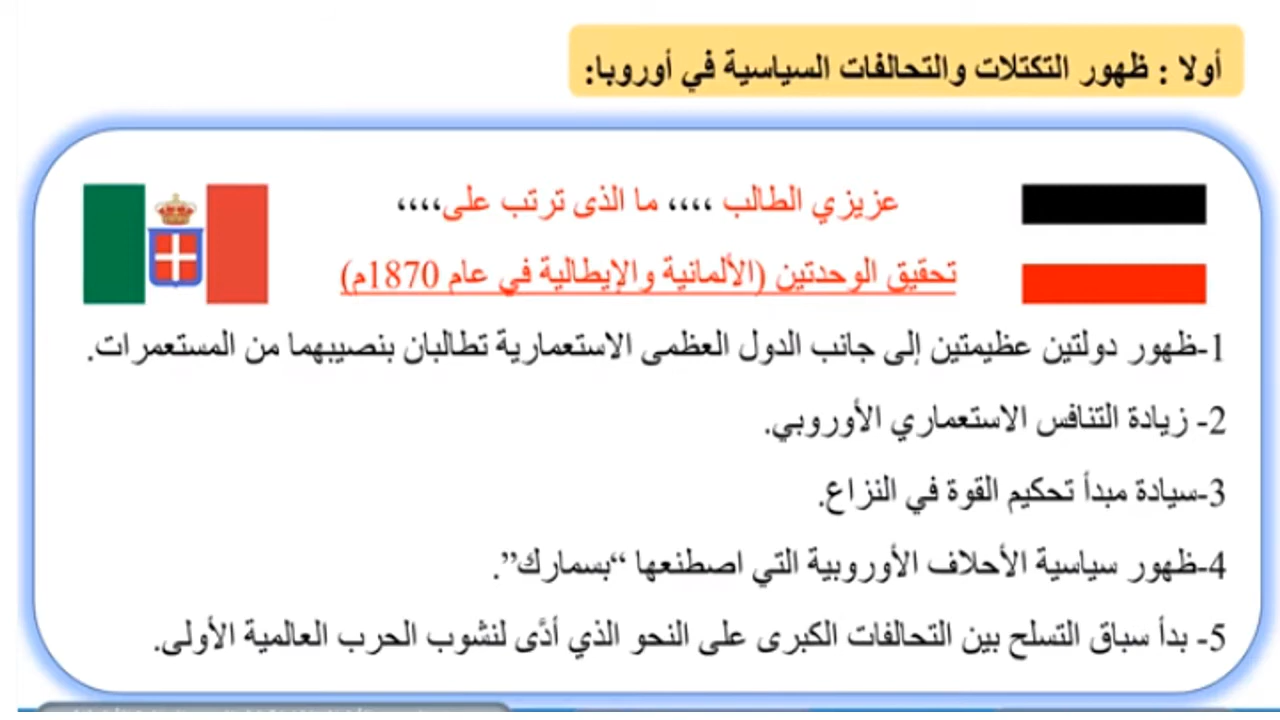 أولا : ظهور التكتلات والتحالفات السياسية في أوروبا:
عزيزي الطالب ،،،، ما الذى ترتب على،،،،
تحقيق الوحدتين (الألمانية والإيطالية في عام 1870م)
1-ظهور دولتين عظيمتين إلى جانب الدول العظمى الاستعمارية تطالبان بنصيبهما من المستعمرات.
2- زيادة التنافس الاستعماري الأوروبي.
3-سيادة مبدأ تحكيم القوة في النزاع.
4-ظهور سياسية الأحلاف الأوروبية التي اصطنعها “بسمارك”.
5- بدأ سباق التسلح بين التحالفات الكبرى على النحو الذي أدَّى لنشوب الحرب العالمية الأولى.